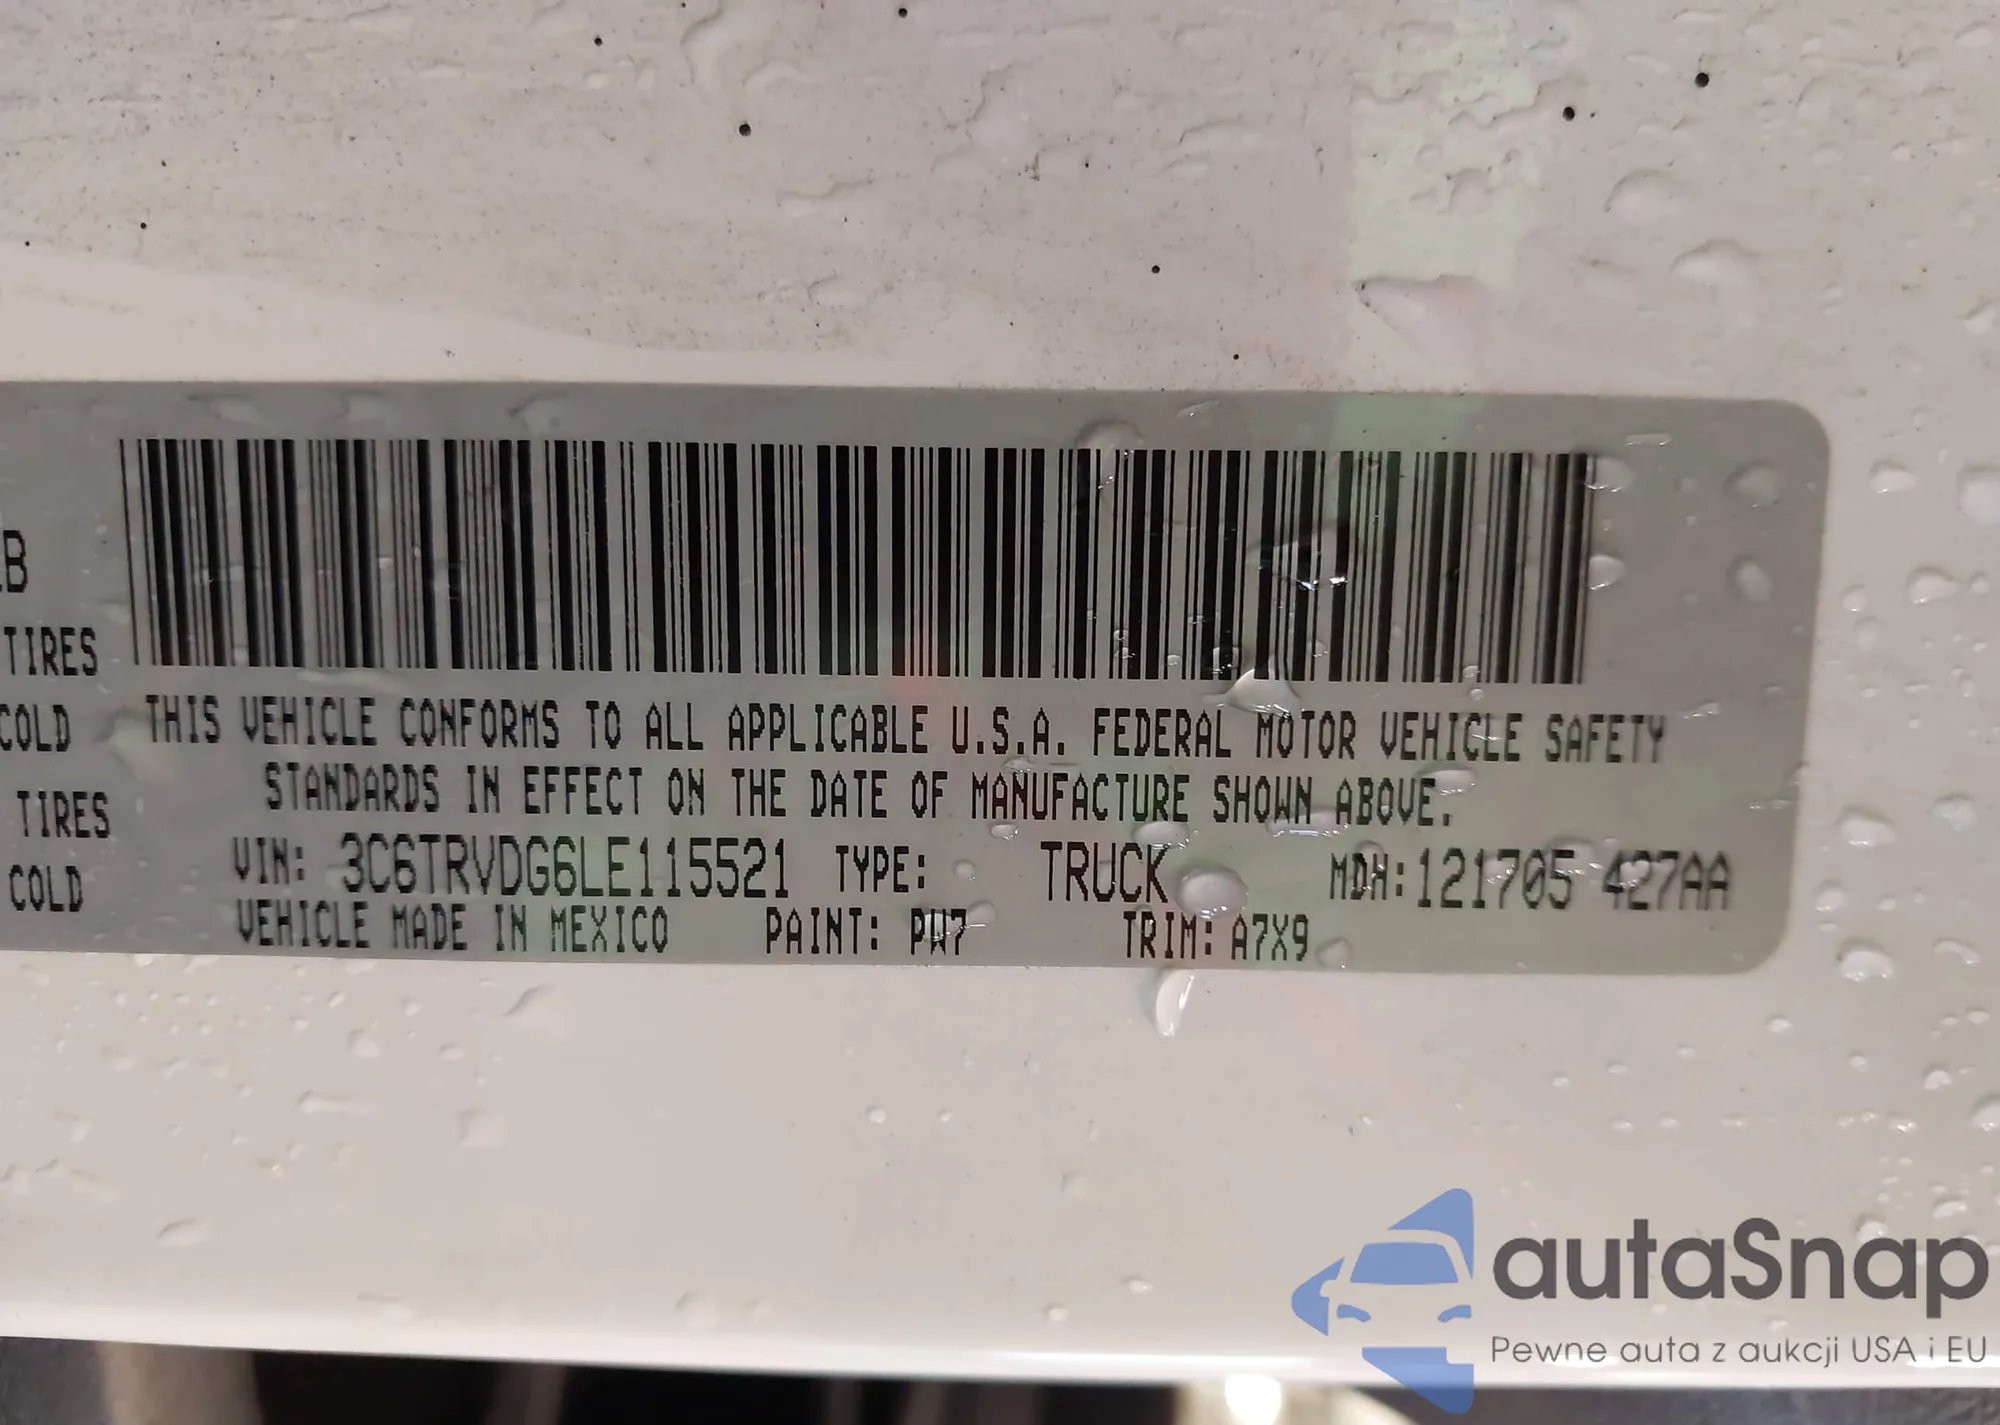 LB
TIRES
COLD
TIRES
COLD
THIS VEHICLE CONFORMS TO ALL APPLICABLE U.S.A. FEDERAL MOTOR VEHICLE SAFETY
STANDARDS IN EFFECT ON THE DATE OF MANUFACTURE SHOWN ABOVE.
VIN: 3C6TRVDG6LE115521 TYPE: TRUCK MDH:121705 427AA
VEHICLE MADE IN MEXICO PAINT: PW7 TRIM: A7X9
autaSnap
Pewne auta z aukcji USA i EU